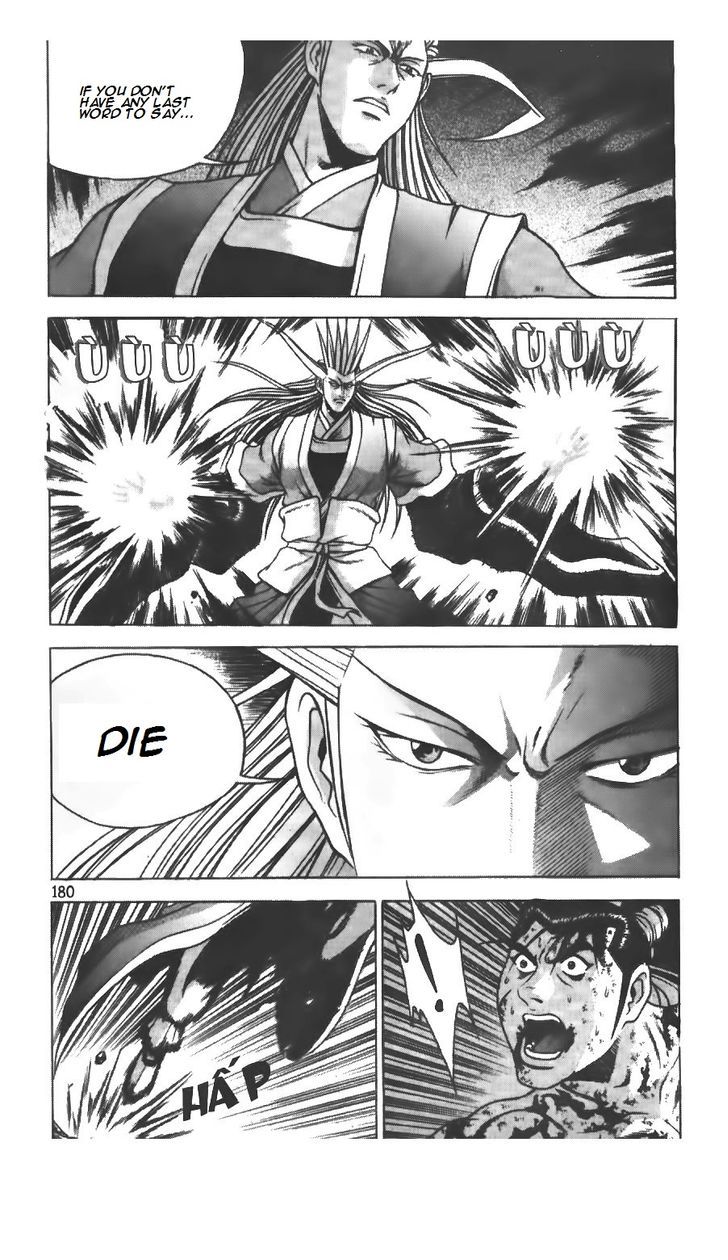 IF YOU DON'T
HAVE ANY LAST
WORD TO SAY...
Ù Ù Ù
Ù Ù Ù
DIE
180
HẤP
!